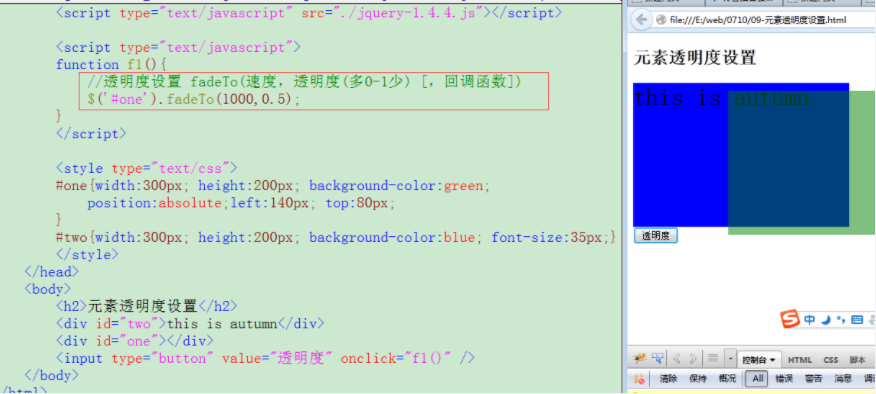 <script type="text/javascript" src="./jquery-1.4.4.js"></script>
<script type="text/javascript">
function f1(){
//透明度设置 fadeTo(速度, 透明度(多0-1少) [, 回调函数])
$('#one').fadeTo(1000,0.5);
}
</script>
<style type="text/css">
#one{width:300px; height:200px; background-color:green;
position:absolute;left:140px; top:80px;
}
#two{width:300px; height:200px; background-color:blue; font-size:35px;}
</style>
</head>
<body>
<h2>元素透明度设置</h2>
<div id="two">this is autumn</div>
<div id="one"></div>
<input type="button" value="透明度" onclick="f1()" />
</body>
/html>
file:///E:/web/0710/09-元素透明度设置.html
元素透明度设置
this is autumn
透明度
S中
控制台 HTML CSS 脚本
清除 保持 概况 All 错误 警告 消息